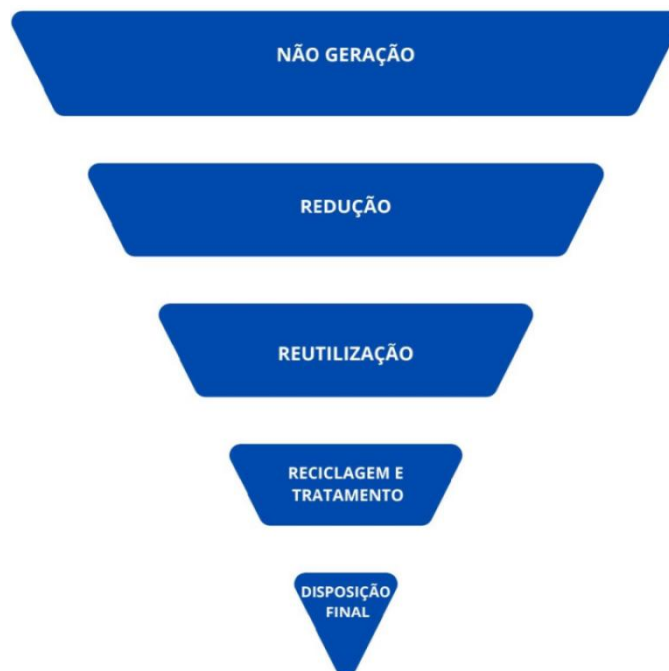 NÃO GERAÇÃO
REDUÇÃO
REUTILIZAÇÃO
RECICLAGEM E
TRATAMENTO
DISPOSIÇÃO
FINAL